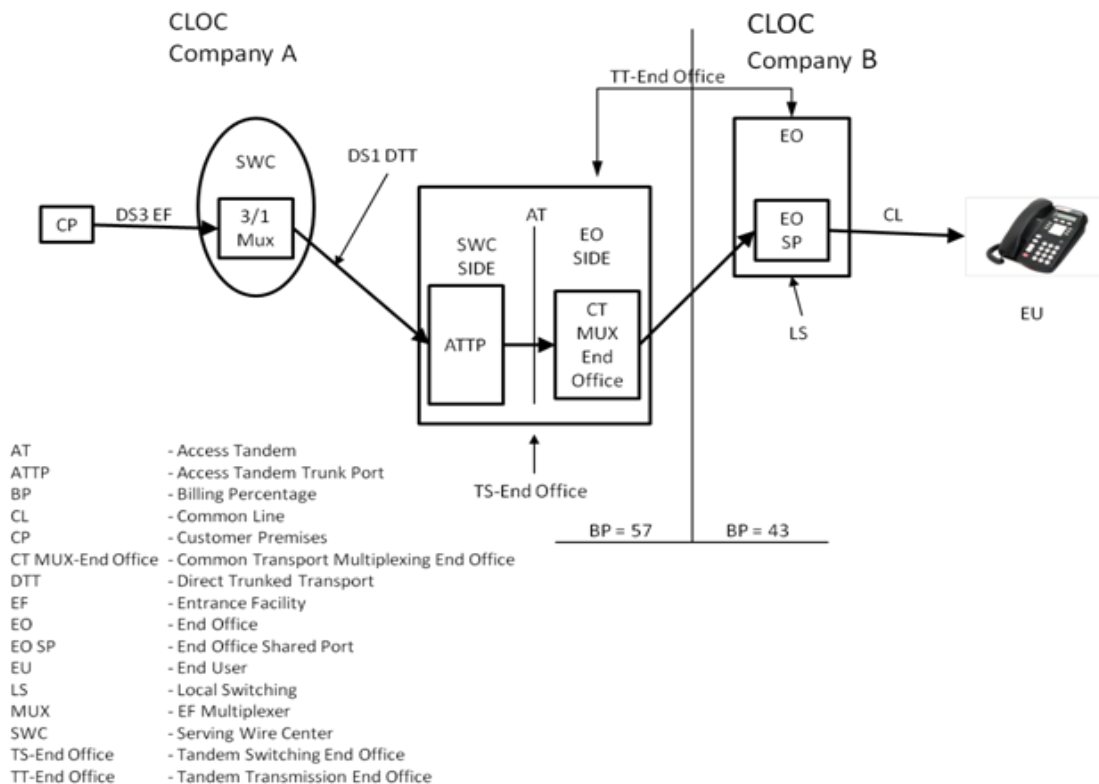 CLOC
Company A
CLOC
Company B
TT-End Office
EO
SWC
DS1 DTT
CP
DS3 EF
3/1
Mux
AT
SWC
SIDE
EO
SIDE
EO
SP
CL
ATTP
CT
MUX
End
Office
LS
EU
TS-End Office
BP = 57
BP = 43
AT - Access Tandem
ATTP - Access Tandem Trunk Port
BP - Billing Percentage
CL - Common Line
CP - Customer Premises
CT MUX-End Office - Common Transport Multiplexing End Office
DTT - Direct Trunked Transport
EF - Entrance Facility
EO - End Office
EO SP - End Office Shared Port
EU - End User
LS - Local Switching
MUX - EF Multiplexer
SWC - Serving Wire Center
TS-End Office - Tandem Switching End Office
TT-End Office - Tandem Transmission End Office